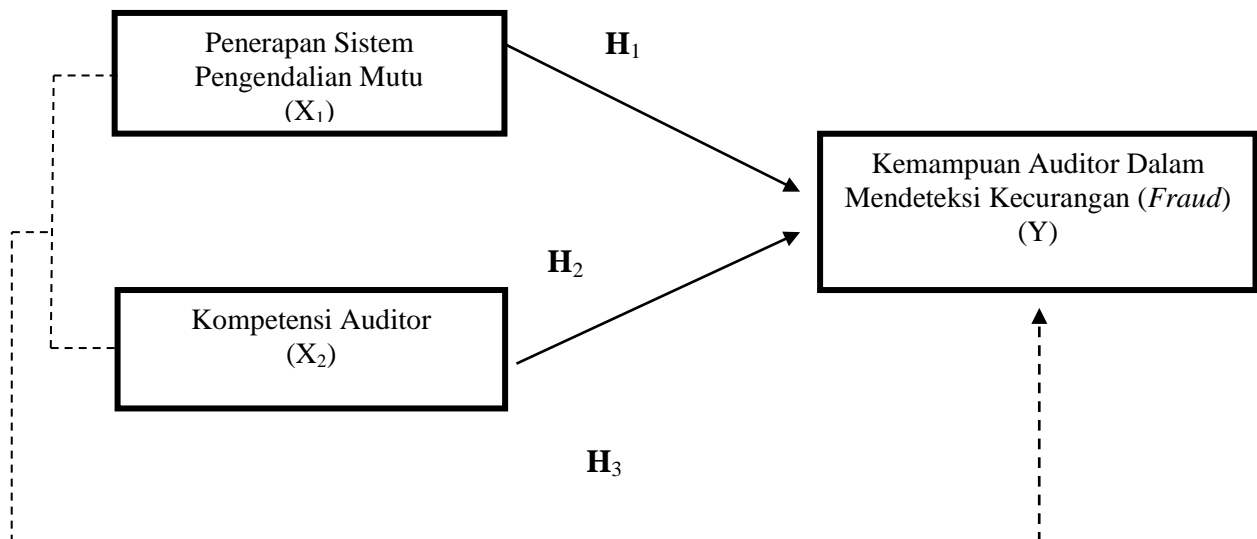 Penerapan Sistem
Pengendalian Mutu
(X₁)
H₁
Kemampuan Auditor Dalam
Mendeteksi Kecurangan (Fraud)
(Y)
H₂
Kompetensi Auditor
(X₂)
H₃